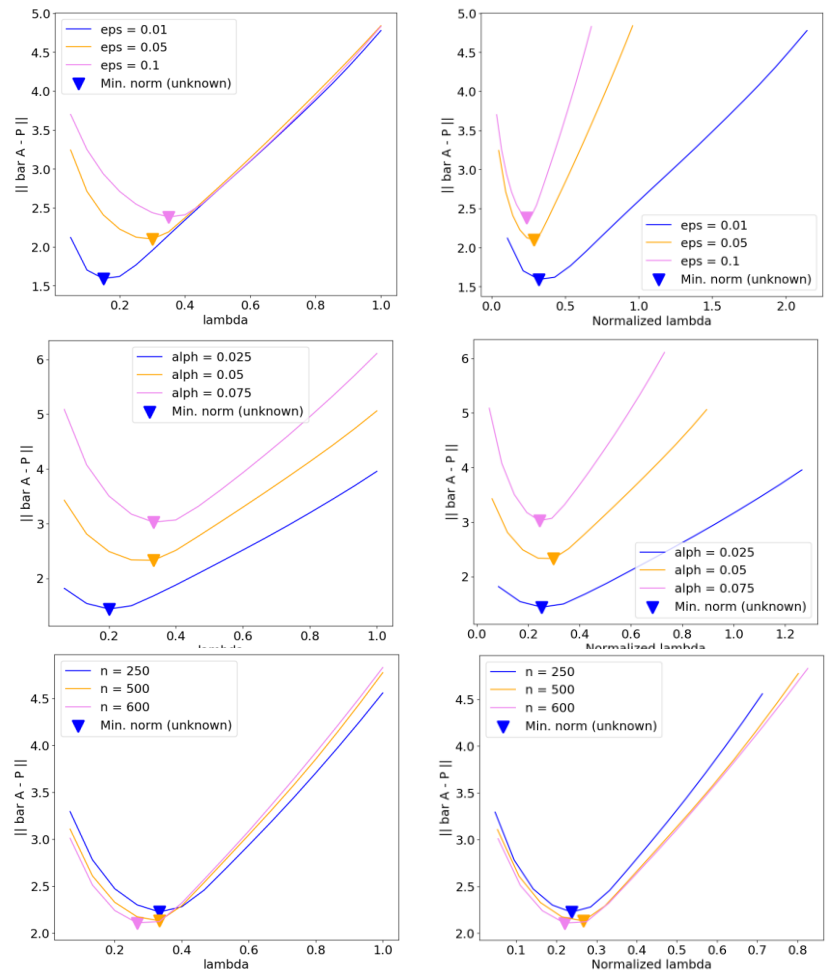 || bar A - P ||
5.0
4.5
4.0
3.5
3.0
2.5
2.0
1.5
eps = 0.01
eps = 0.05
eps = 0.1
Min. norm (unknown)
0.2 0.4 0.6 0.8 1.0
lambda
|| bar A - P ||
5.0
4.5
4.0
3.5
3.0
2.5
2.0
1.5
eps = 0.01
eps = 0.05
eps = 0.1
Min. norm (unknown)
0.0 0.5 1.0 1.5 2.0
Normalized lambda
|| bar A - P ||
6
5
4
3
2
alph = 0.025
alph = 0.05
alph = 0.075
Min. norm (unknown)
0.2 0.4 0.6 0.8 1.0
lambda
|| bar A - P ||
6
5
4
3
2
alph = 0.025
alph = 0.05
alph = 0.075
Min. norm (unknown)
0.0 0.2 0.4 0.6 0.8 1.0 1.2
Normalized lambda
|| bar A - P ||
4.5
4.0
3.5
3.0
2.5
2.0
n = 250
n = 500
n = 600
Min. norm (unknown)
0.2 0.4 0.6 0.8 1.0
lambda
|| bar A - P ||
4.5
4.0
3.5
3.0
2.5
2.0
n = 250
n = 500
n = 600
Min. norm (unknown)
0.1 0.2 0.3 0.4 0.5 0.6 0.7 0.8
Normalized lambda